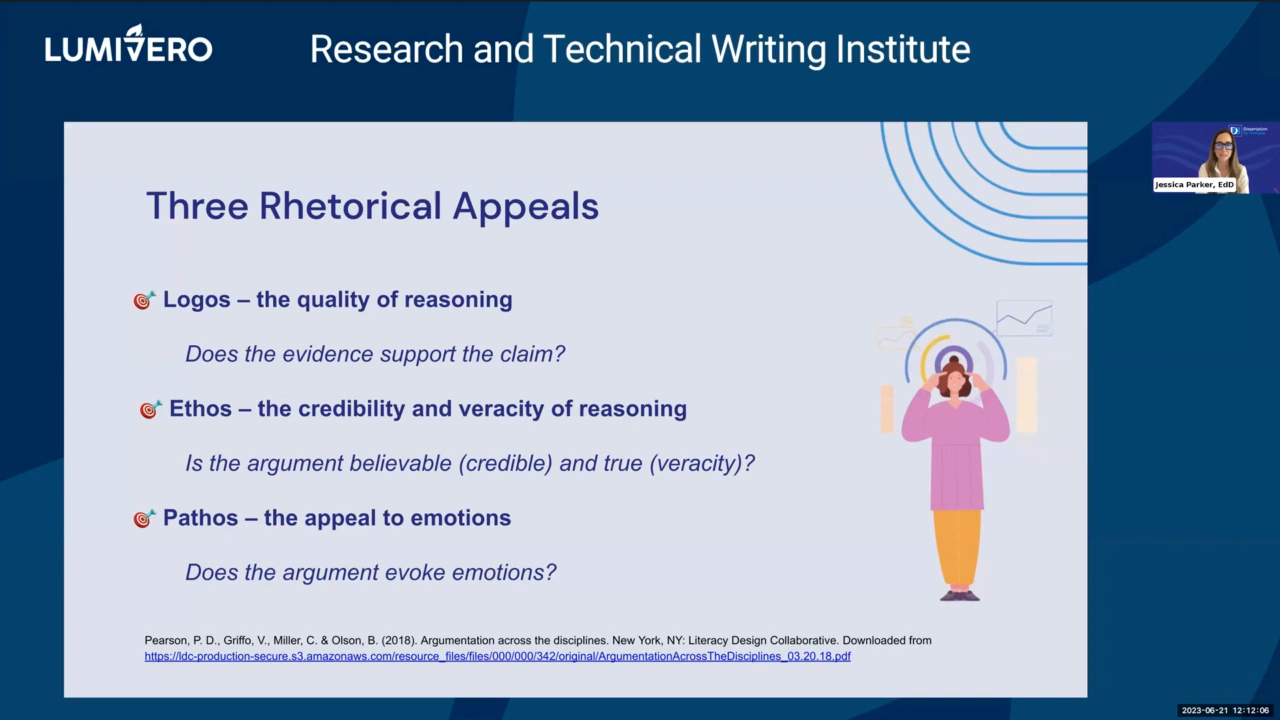 LUMIVERO
Research and Technical Writing Institute
Three Rhetorical Appeals
Logos – the quality of reasoning
Does the evidence support the claim?
Ethos – the credibility and veracity of reasoning
Is the argument believable (credible) and true (veracity)?
Pathos – the appeal to emotions
Does the argument evoke emotions?
Pearson, P. D., Griffo, V., Miller, C. & Olson, B. (2018). Argumentation across the disciplines. New York, NY: Literacy Design Collaborative. Downloaded from
https://ldc-production-secure.s3.amazonaws.com/resource_files/files/000/000/342/original/ArgumentationAcrossTheDisciplines_03.20.18.pdf
Dissertation
Jessica Parker, EdD
2023-06-21 12:12:06